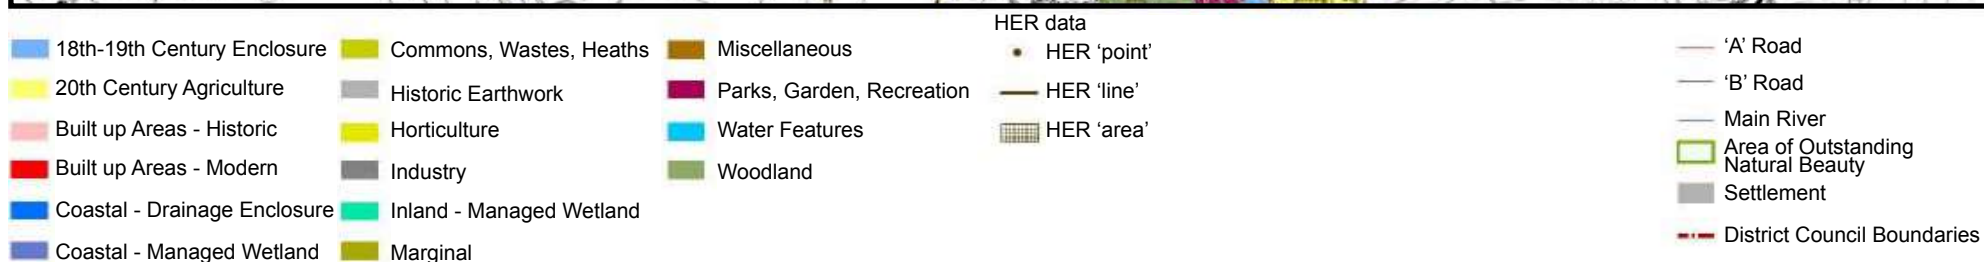 18th-19th Century Enclosure
20th Century Agriculture
Built up Areas - Historic
Built up Areas - Modern
Coastal - Drainage Enclosure
Coastal - Managed Wetland
Commons, Wastes, Heaths
Historic Earthwork
Horticulture
Industry
Inland - Managed Wetland
Marginal
Miscellaneous
Parks, Garden, Recreation
Water Features
Woodland
HER data
HER ‘point’
HER ‘line’
HER ‘area’
‘A’ Road
‘B’ Road
Main River
Area of Outstanding
Natural Beauty
Settlement
District Council Boundaries